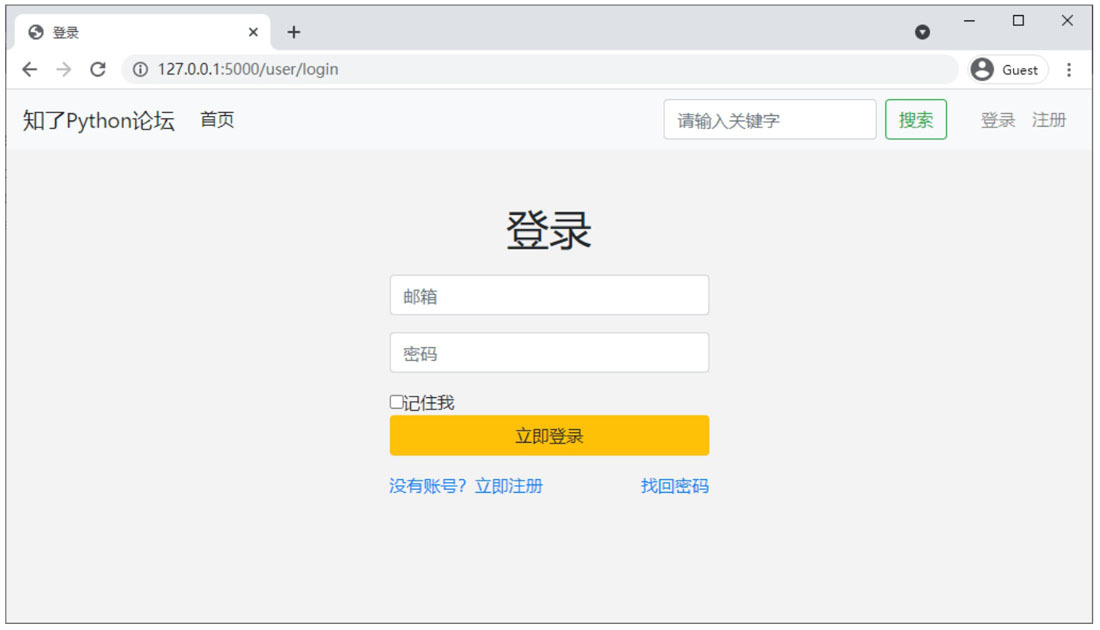 登录
127.0.0.1:5000/user/login
Guest
知了Python论坛 首页 请输入关键字 搜索 登录 注册
登录
邮箱
密码
记住我
立即登录
没有账号？立即注册 找回密码